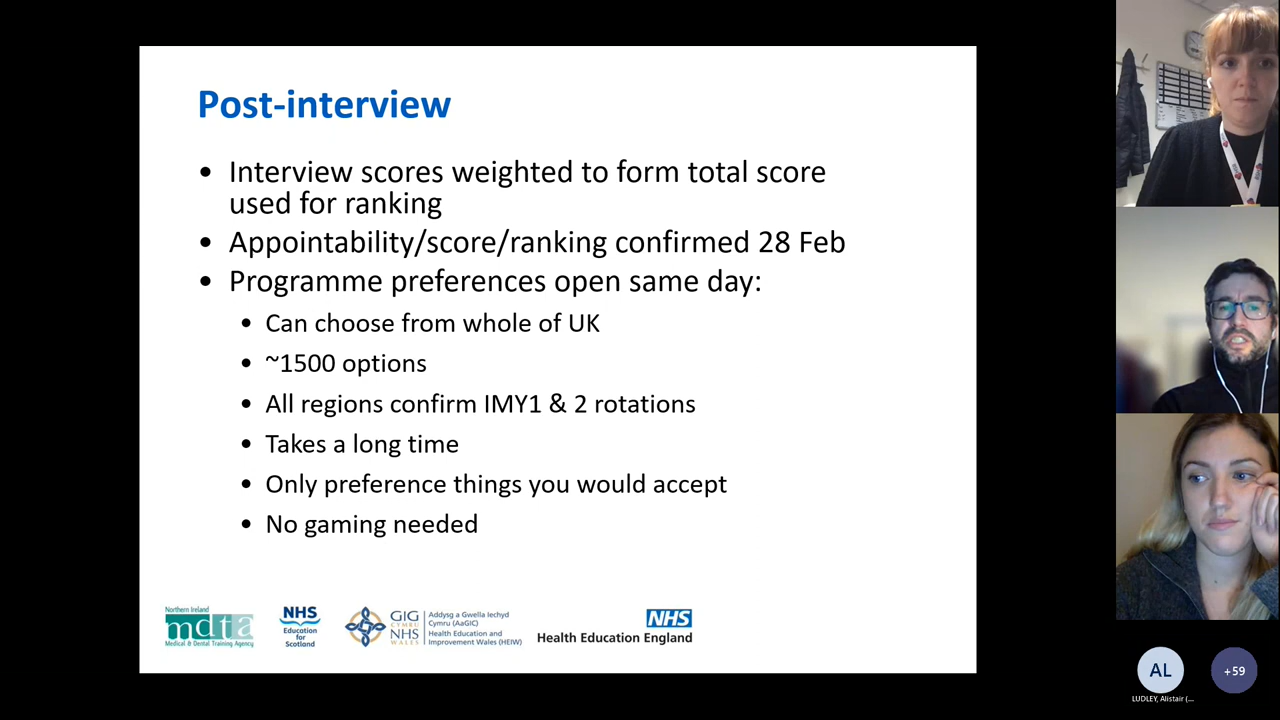 Post-interview
• Interview scores weighted to form total score
used for ranking
• Appointability/score/ranking confirmed 28 Feb
• Programme preferences open same day:
• Can choose from whole of UK
• ~1500 options
• All regions confirm IMY1 & 2 rotations
• Takes a long time
• Only preference things you would accept
• No gaming needed
Northern Ireland
mdta
Medical & Dental Training Agency
NHS
Education
for
Scotland
GIG
CYMRU
NHS
WALES
Addysg a Gwella Iechyd
Cymru (AaGIC)
Health Education and
Improvement Wales (HEIW)
NHS
Health Education England
AL
+59
LUDLEY, Alistair (...